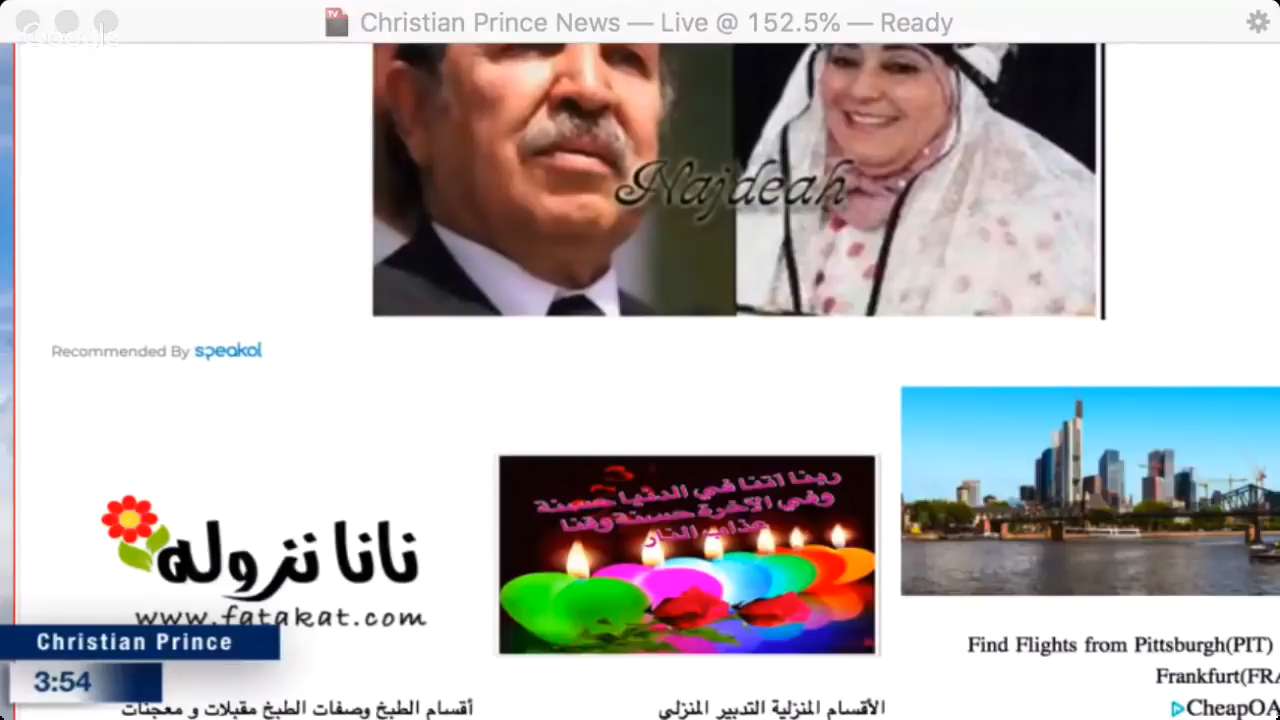 Christian Prince News — Live @ 152.5% — Ready
Google
Najdeah
Recommended By speakol
ربنا اتنا في الدنيا حسنة
وفي الآخرة حسنة وقنا
عذاب النار
نانا نزوله
www.fatakat.com
Find Flights from Pittsburgh(PIT)
Frankfurt(FRA
CheapOA
Christian Prince
3:54
الأقسام المنزلية التدبير المنزلي
أقسام الطبخ وصفات الطبخ مقبلات و معجنات